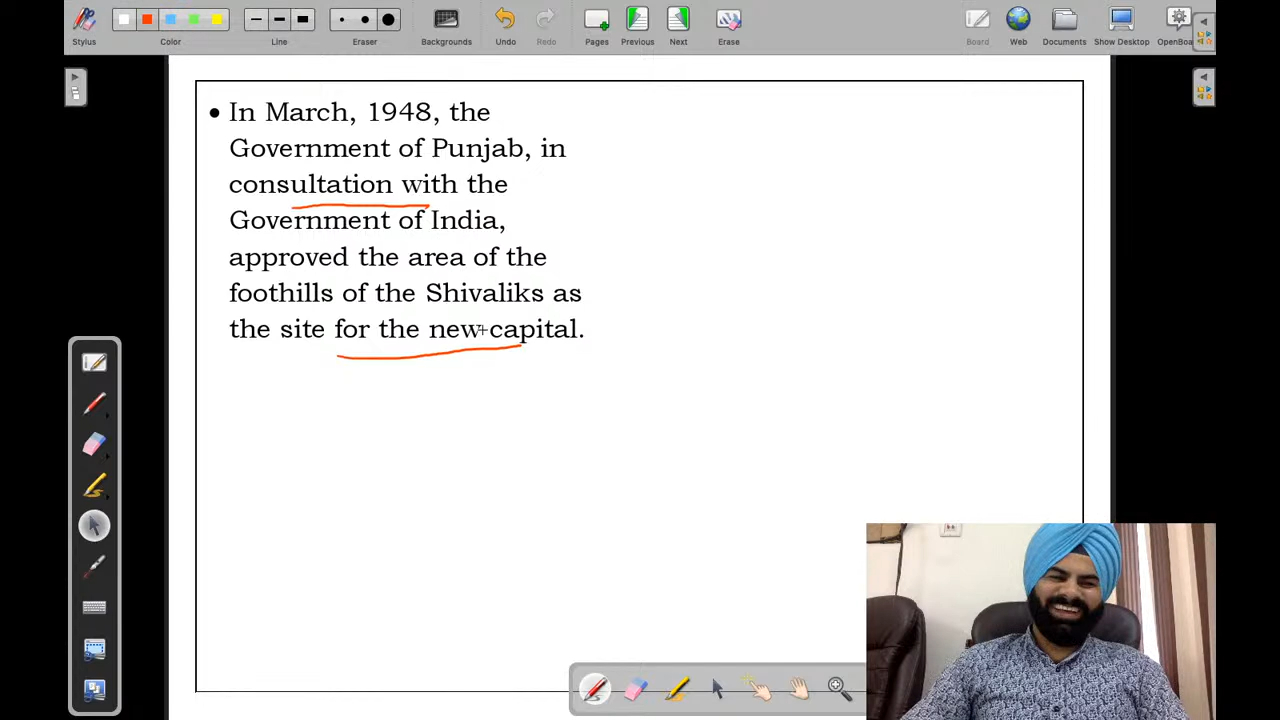 Stylus
Color
Line
Eraser
Backgrounds
Undo
Redo
Pages
Previous
Next
Erase
Board
Web
Documents
Show Desktop
• In March, 1948, the
Government of Punjab, in
consultation with the
Government of India,
approved the area of the
foothills of the Shivaliks as
the site for the new capital.